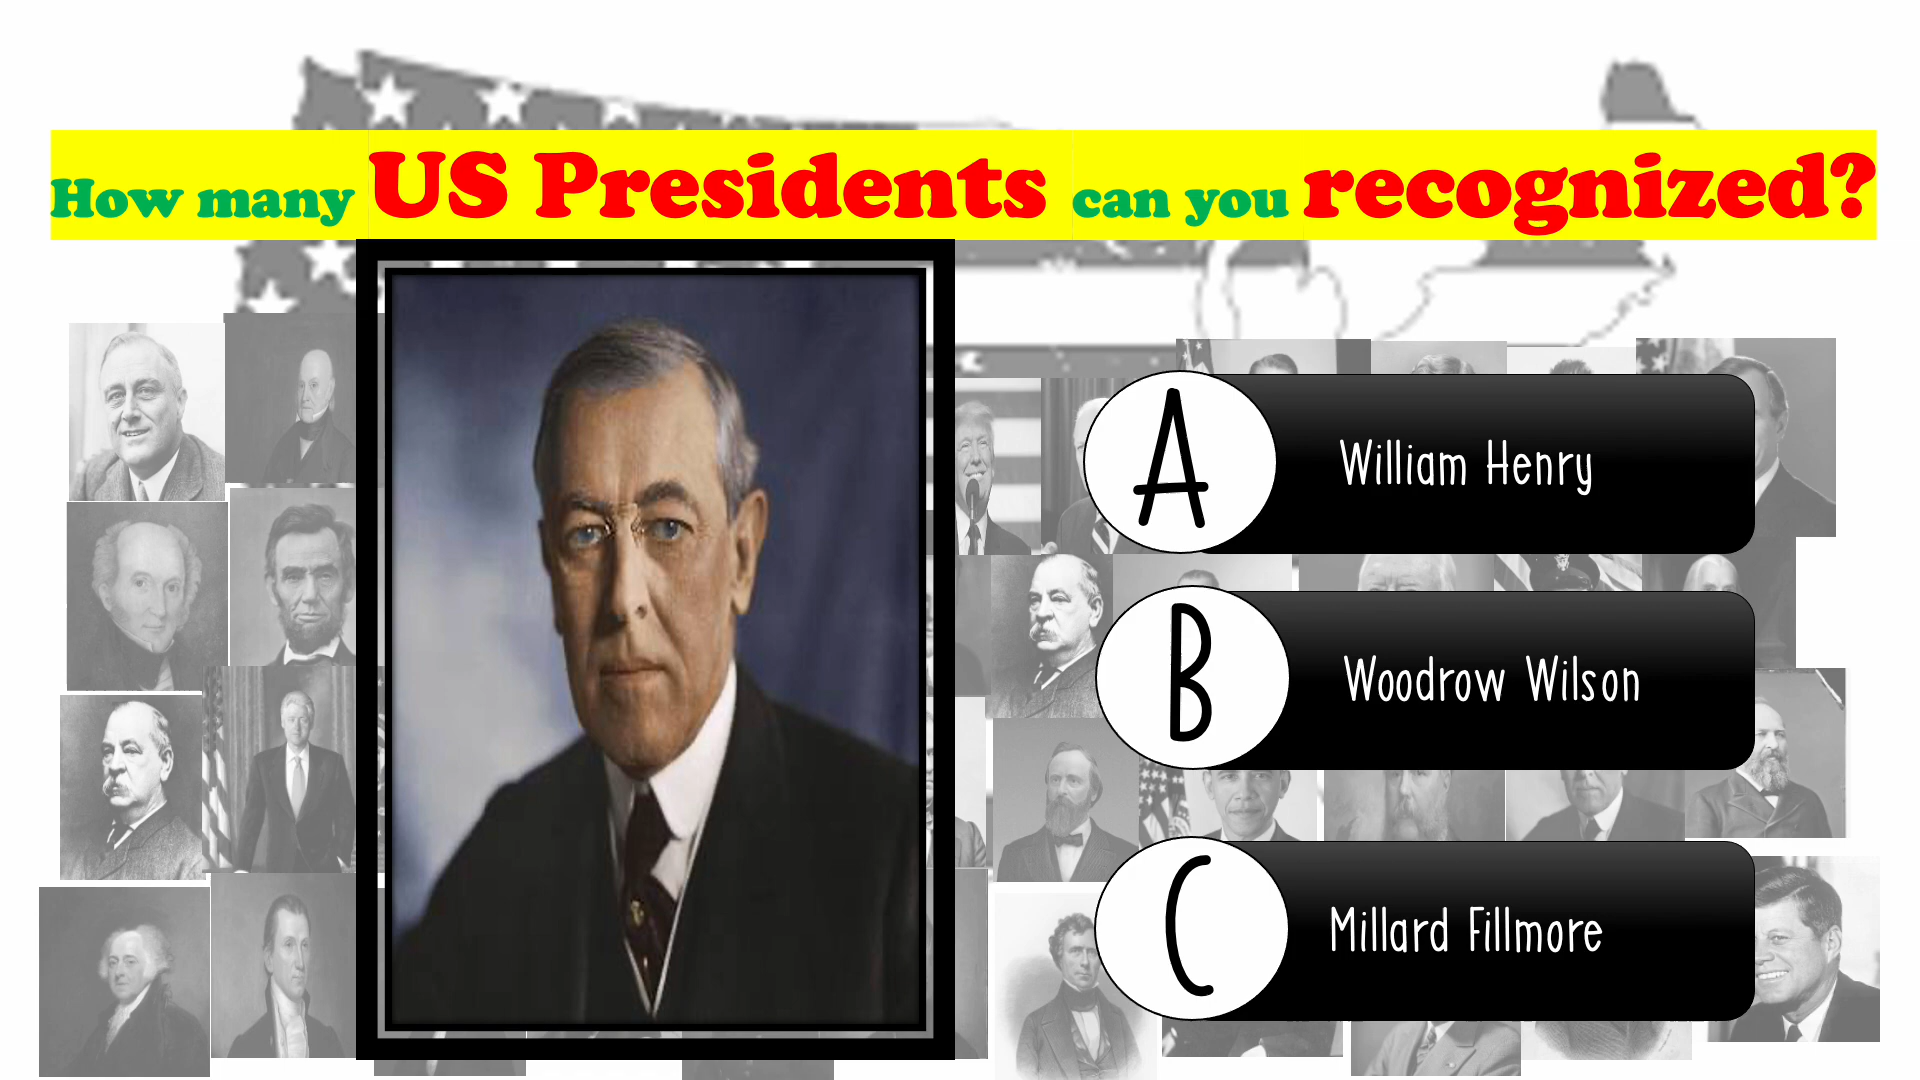 How many US Presidents can you recognized?
A
William Henry
B
Woodrow Wilson
C
Millard Fillmore